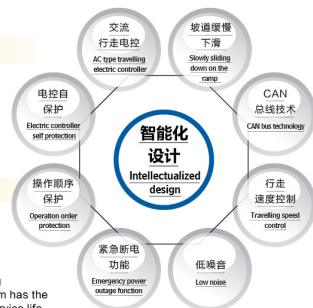 交流
行走电控
AC type travelling
electric controller
坡道缓慢
下滑
Slowly sliding
down on the
ramp
电控自
保护
Electric controller
self protection
CAN
总线技术
CAN bus technology
智能化
设计
Intellectualized
design
操作顺序
保护
Operation order
protection
行走
速度控制
Travelling speed
control
紧急断电
功能
Emergency power
outage function
低噪音
Low noise
m has the
rvice life